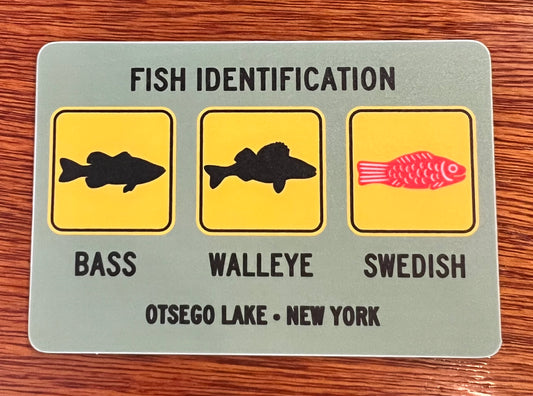 FISH IDENTIFICATION
BASS WALLEYE SWEDISH
OTSEGO LAKE • NEW YORK